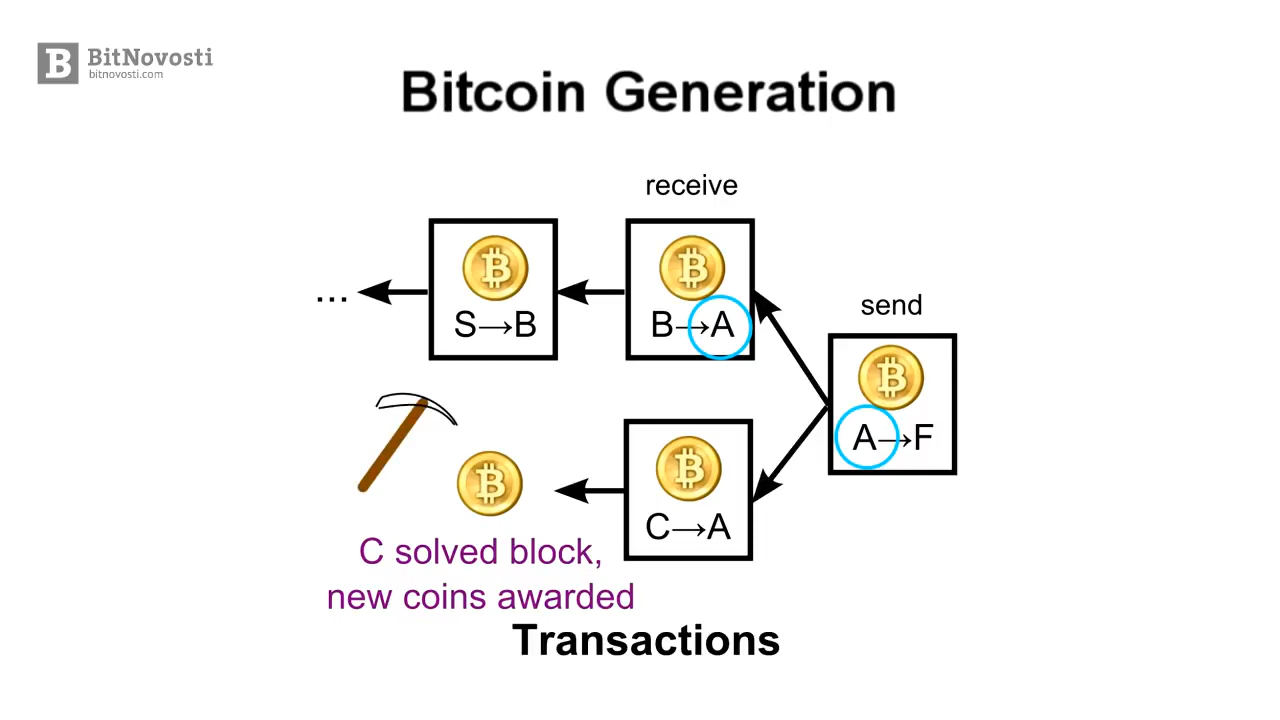 BitNovosti
bitnovosti.com
Bitcoin Generation
receive
send
... S→B B→A
A→F
C→A
C solved block,
new coins awarded
Transactions